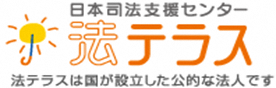 日本司法支援センター
法テラス
法テラスは国が設立した公的な法人です